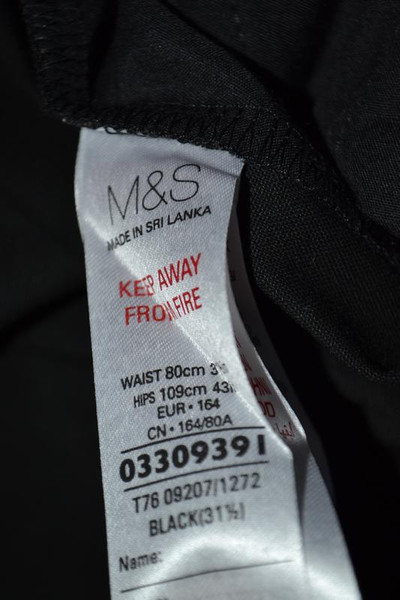 M&S
MADE IN SRI LANKA
KEEP AWAY
FROM FIRE
WAIST 80cm
HIPS 109cm 43
EUR • 164
CN • 164/80A
03309391
T76 09207/1272
BLACK(31½)
Name: